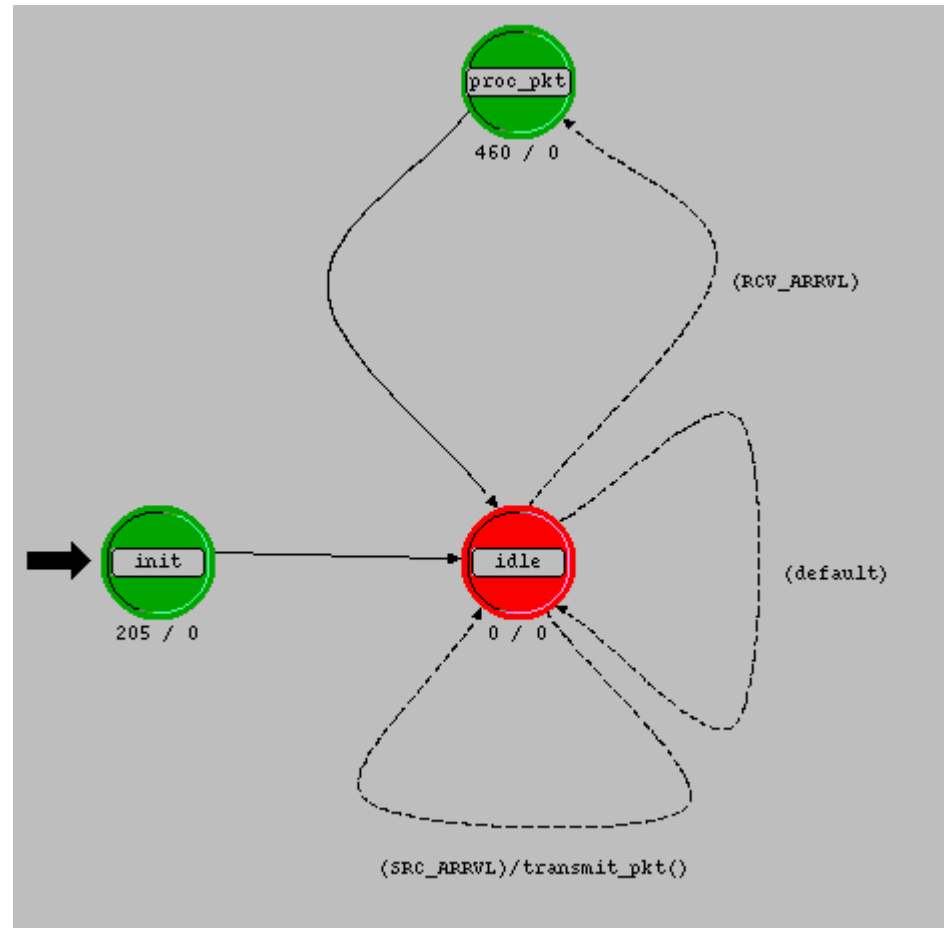 proc_pkt
460 / 0
(RCV_ARRVL)
init
idle
(default)
205 / 0
0 / 0
(SRC_ARRVL)/transmit_pkt()